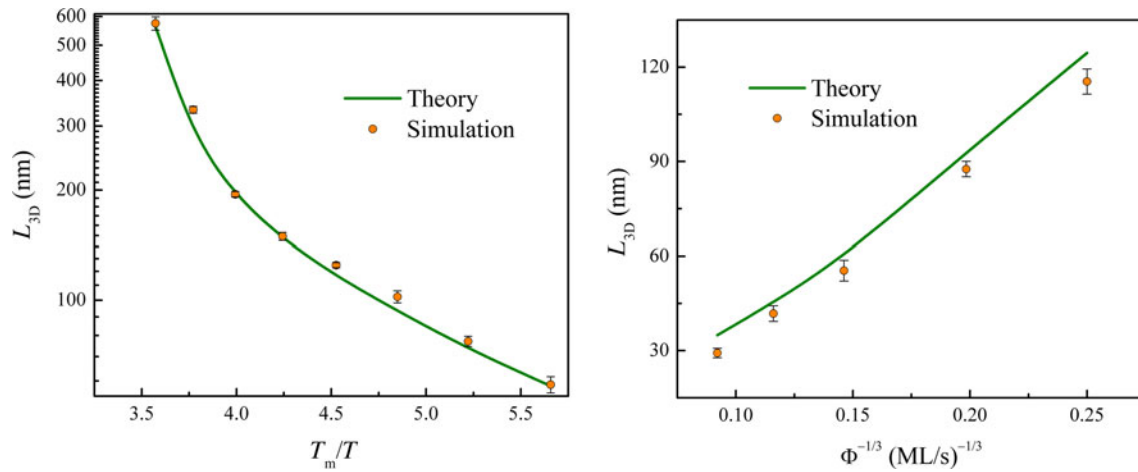 600
500
400
300
200
100
L3D (nm)
Theory
Simulation
3.5 4.0 4.5 5.0 5.5
Tm/T
120
90
60
30
L3D (nm)
Theory
Simulation
0.10 0.15 0.20 0.25
Φ−1/3 (ML/s)−1/3